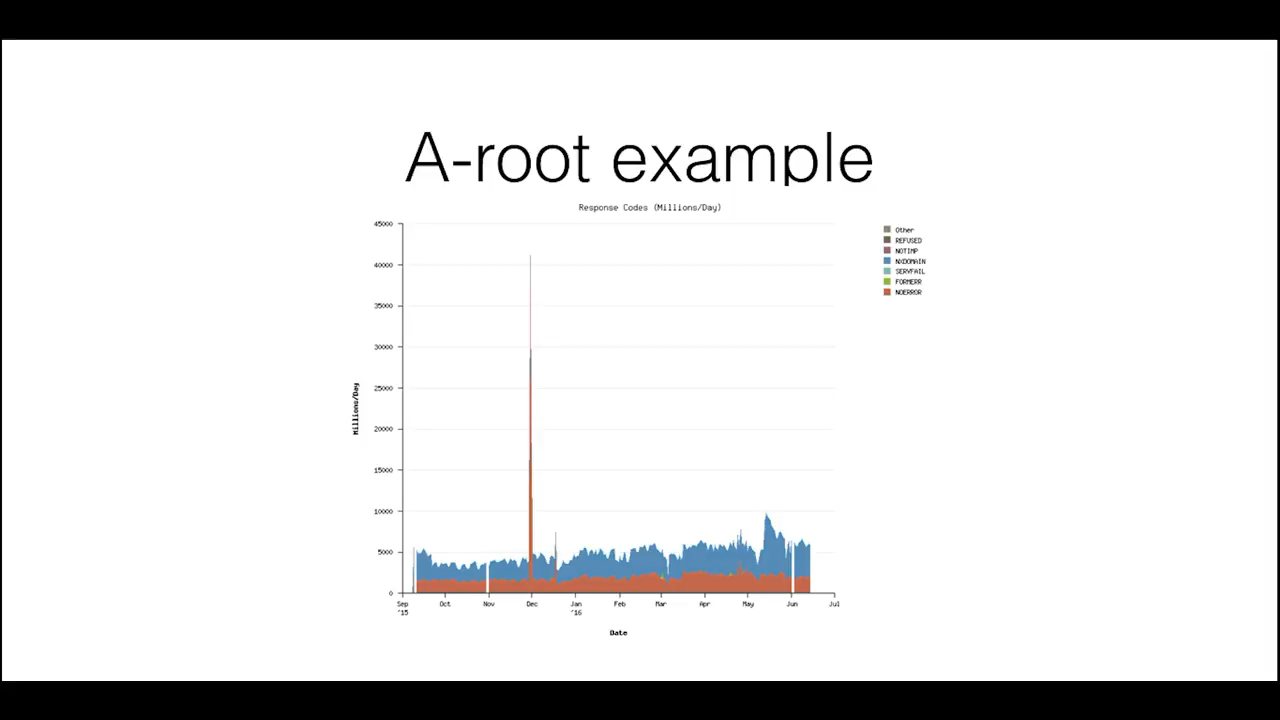 A-root example
Response Codes (Millions/Day)
45000
40000
35000
30000
25000
20000
15000
10000
5000
0
Millions/Day
Sep Oct Nov Dec Jan Feb Mar Apr May Jun Jul
'15 '16
Date
Other
REFUSED
NOTIMP
NXDOMAIN
SERVFAIL
FORMERR
NOERROR